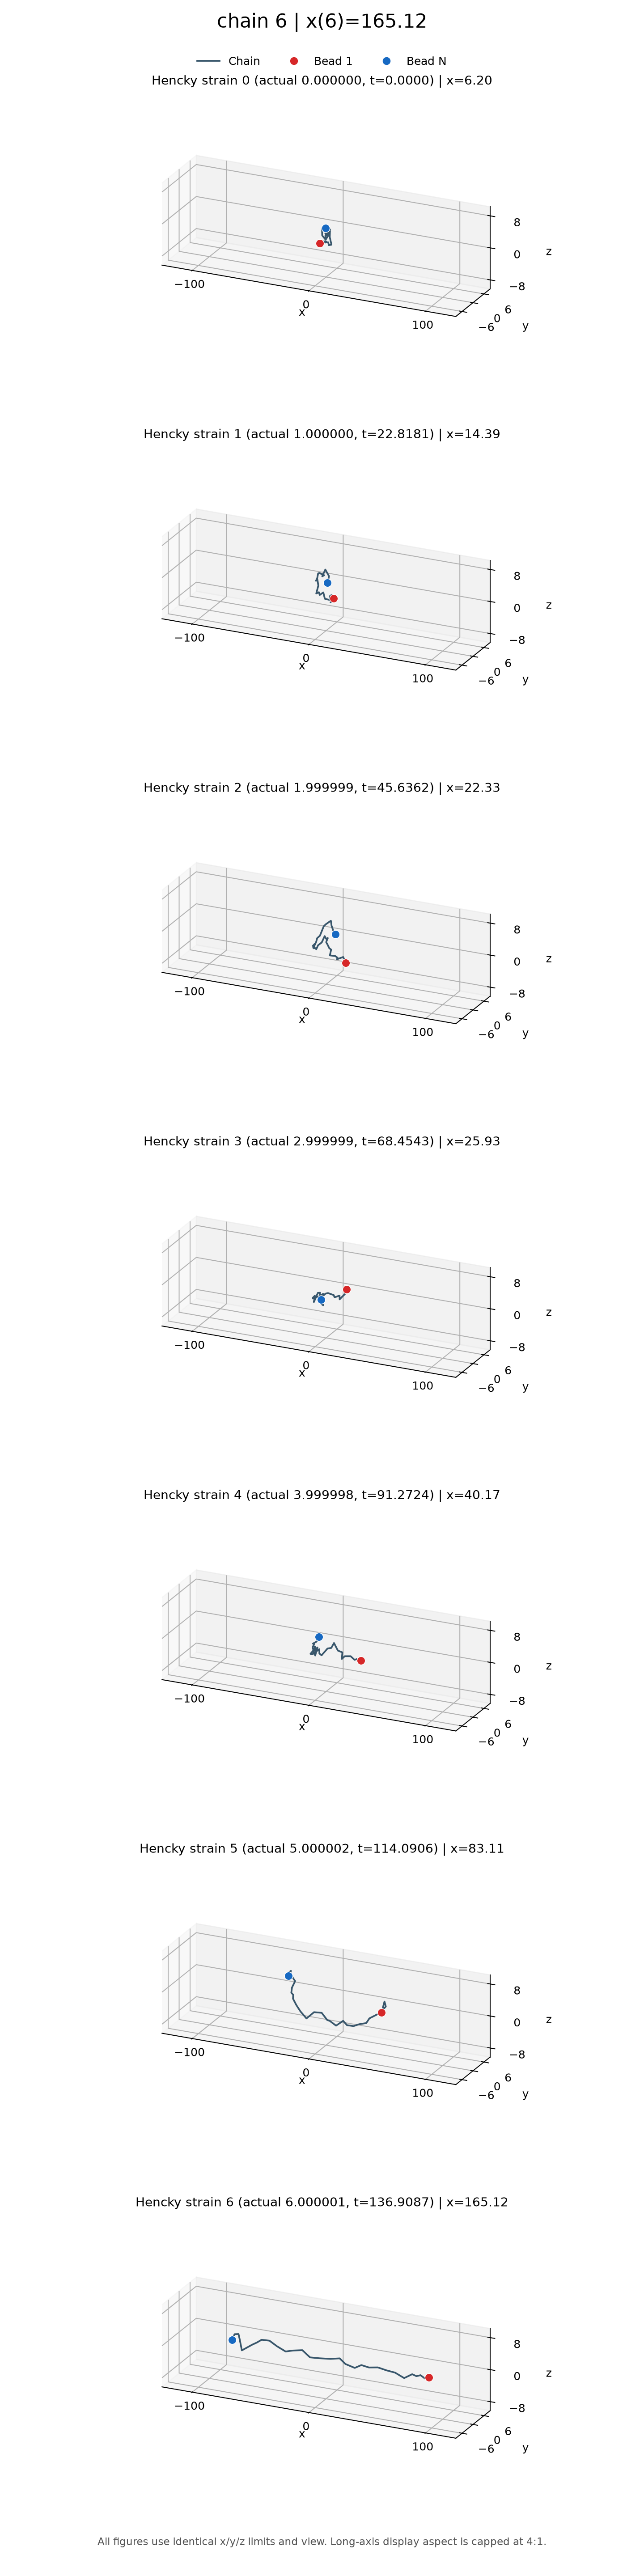 chain 6 | x(6)=165.12
Chain Bead 1 Bead N
Hencky strain 0 (actual 0.000000, t=0.0000) | x=6.20
8
0
−8
z
−100
0
100
x
6
0
−6
y
Hencky strain 1 (actual 1.000000, t=22.8181) | x=14.39
8
0
−8
z
−100
0
100
x
6
0
−6
y
Hencky strain 2 (actual 1.999999, t=45.6362) | x=22.33
8
0
−8
z
−100
0
100
x
6
0
−6
y
Hencky strain 3 (actual 2.999999, t=68.4543) | x=25.93
8
0
−8
z
−100
0
100
x
6
0
−6
y
Hencky strain 4 (actual 3.999998, t=91.2724) | x=40.17
8
0
−8
z
−100
0
100
x
6
0
−6
y
Hencky strain 5 (actual 5.000002, t=114.0906) | x=83.11
8
0
−8
z
−100
0
100
x
6
0
−6
y
Hencky strain 6 (actual 6.000001, t=136.9087) | x=165.12
8
0
−8
z
−100
0
100
x
6
0
−6
y
All figures use identical x/y/z limits and view. Long-axis display aspect is capped at 4:1.